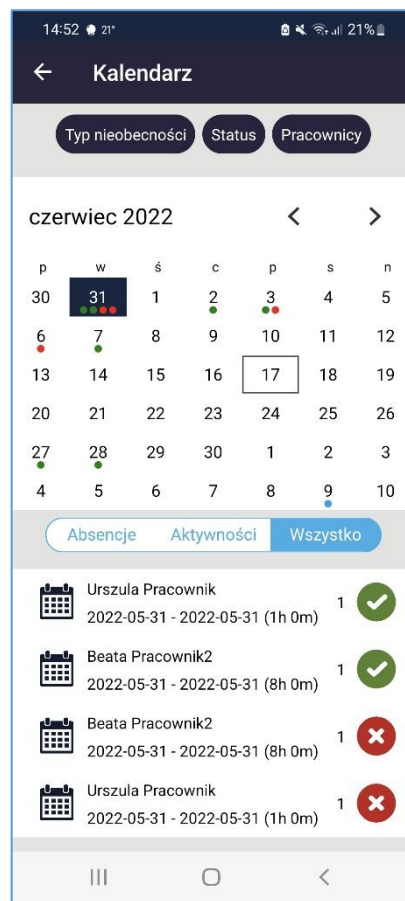 14:52 21° 21%
Kalendarz
Typ nieobecności Status Pracownicy
czerwiec 2022
p w ś c p s n
30 31 1 2 3 4 5
6 7 8 9 10 11 12
13 14 15 16 17 18 19
20 21 22 23 24 25 26
27 28 29 30 1 2 3
4 5 6 7 8 9 10
Absencje Aktywności Wszystko
Urszula Pracownik
2022-05-31 - 2022-05-31 (1h 0m) 1
Beata Pracownik2
2022-05-31 - 2022-05-31 (8h 0m) 1
Beata Pracownik2
2022-05-31 - 2022-05-31 (8h 0m) 1
Urszula Pracownik
2022-05-31 - 2022-05-31 (1h 0m) 1